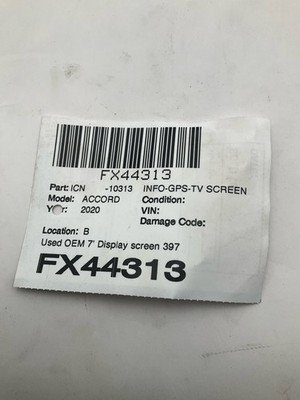 FX44313
Part: ICN -10313 INFO-GPS-TV SCREEN
Model: ACCORD Condition:
2020 VIN:
Damage Code:
Location: B
Used OEM 7' Display screen 397
FX44313